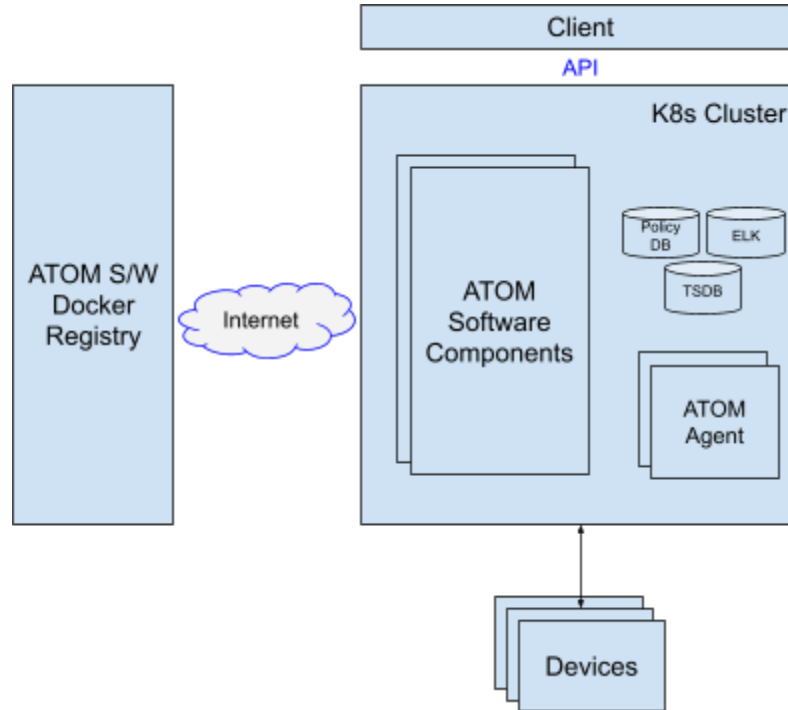 Client
API
K8s Cluster
ATOM S/W
Docker
Registry
Internet
ATOM
Software
Components
Policy
DB
ELK
TSDB
ATOM
Agent
Devices